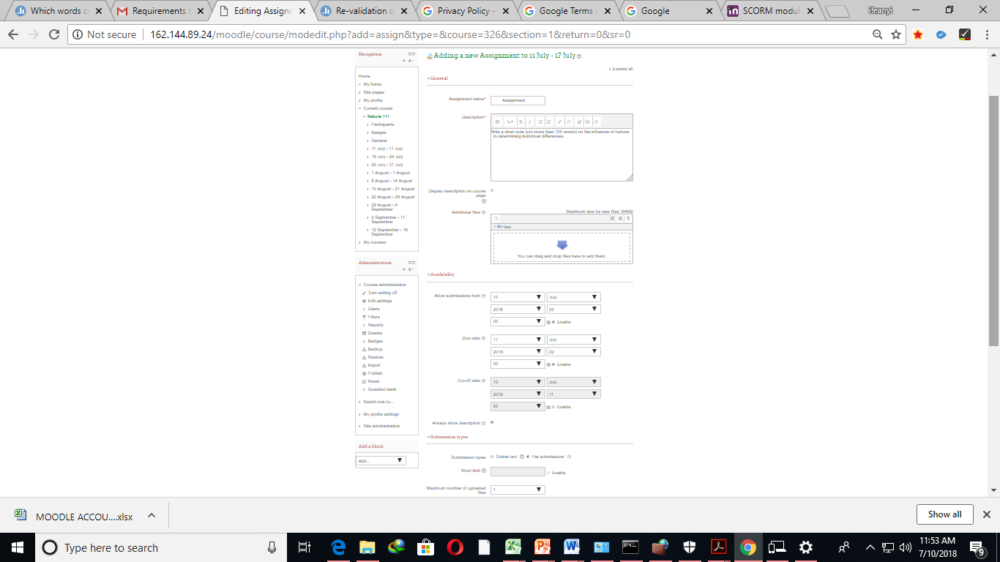 Which words c
Requirements f
Editing Assignm
Re-validation c
Privacy Policy –
Google Terms o
Google
SCORM modul
ifeanyi
Not secure
162.144.89.24/moodle/course/modedit.php?add=assign&type=&course=326&section=1&return=0&sr=0
Navigation
Home
My home
Site pages
My profile
Current course
Nature 111
Participants
Badges
General
11 July - 17 July
18 July - 24 July
25 July - 31 July
1 August - 7 August
8 August - 14 August
15 August - 21 August
22 August - 28 August
29 August - 4
September
5 September - 11
September
12 September - 18
September
My courses
Administration
Course administration
Turn editing off
Edit settings
Users
Filters
Reports
Grades
Badges
Backup
Restore
Import
Publish
Reset
Question bank
Switch role to...
My profile settings
Site administration
Add a block
Add...
Adding a new Assignment to 11 July - 17 July
Expand all
General
Assignment name*
Assignment
Description*
Write a short note (not more than 100 words) on the influence of nurture
in determining individual differences.
Display description on course
page
Additional files
Maximum size for new files: 64MB
Files
You can drag and drop files here to add them.
Availability
Allow submissions from
10 July
2018 00
00 Enable
Due date
17 July
2018 00
00 Enable
Cut-off date
10 July
2018 11
50 Enable
Always show description
Submission types
Submission types Online text File submissions
Word limit Enable
Maximum number of uploaded
files
1
MOODLE ACCOU....xlsx
Show all
Type here to search
11:53 AM
7/10/2018
9